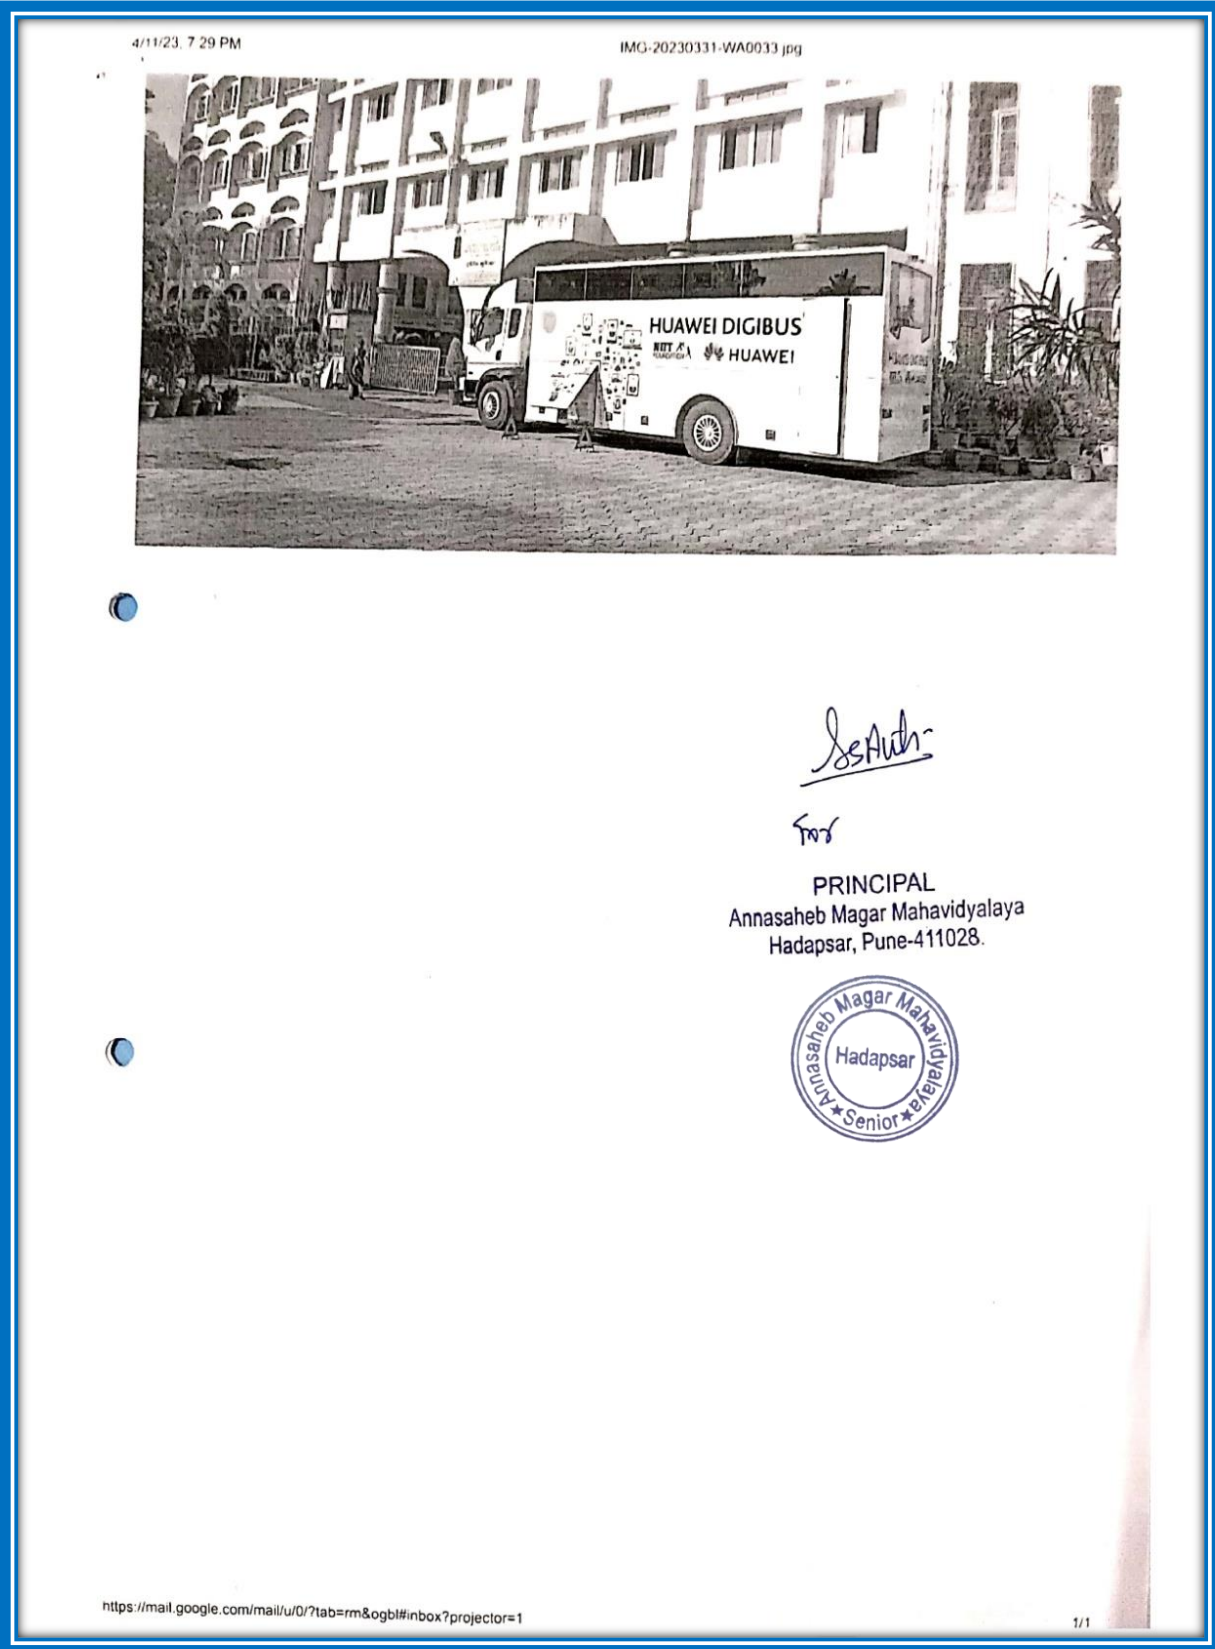 4/11/23, 7:29 PM
IMG-20230331-WA0033.jpg
HUAWEI DIGIBUS
NIIT
FOUNDATION
HUAWEI
PRINCIPAL
Annasaheb Magar Mahavidyalaya
Hadapsar, Pune-411028.
Annasaheb Magar Mahavidyalaya
Hadapsar
★ Senior ★
https://mail.google.com/mail/u/0/?tab=rm&ogbl#inbox?projector=1
1/1